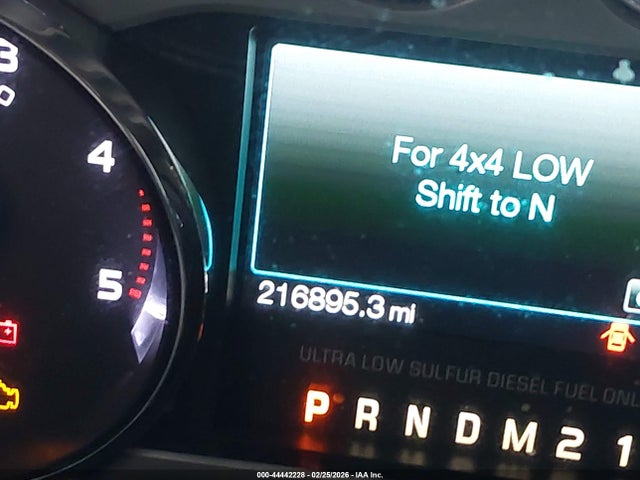 3
4
5
For 4x4 LOW
Shift to N
216895.3 mi
ULTRA LOW SULFUR DIESEL FUEL ONL
P R N D M 2 1
000-44442228 - 02/25/2026 - IAA Inc.